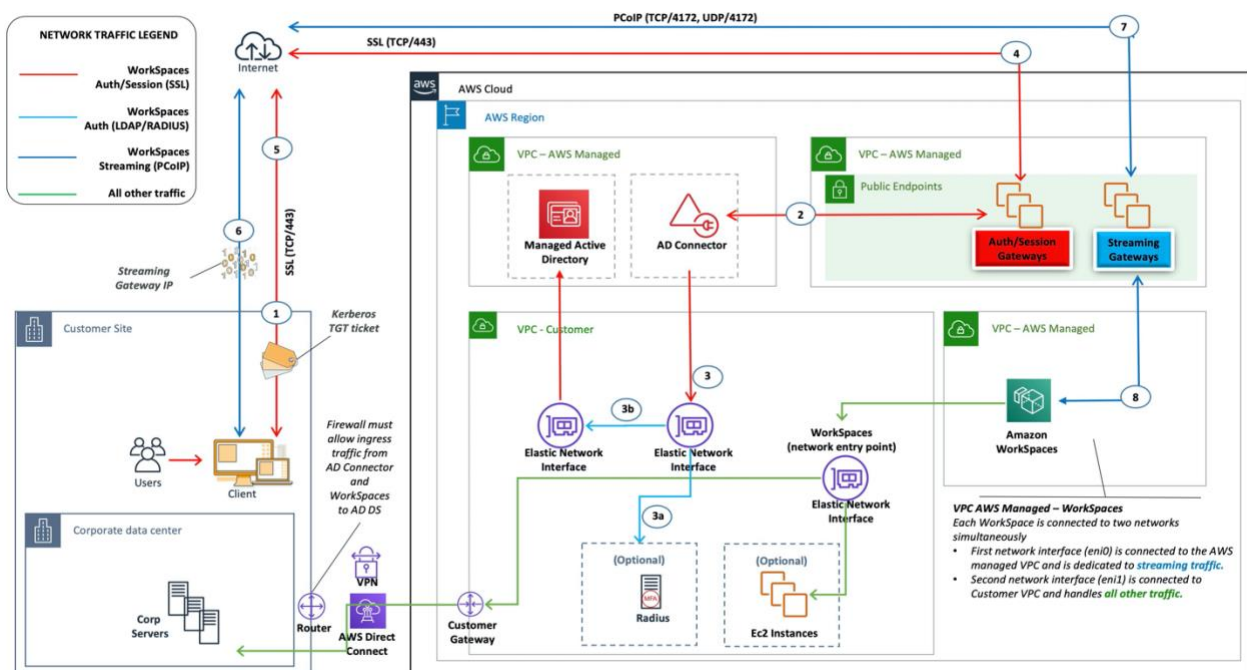 PCoIP (TCP/4172, UDP/4172)
7
NETWORK TRAFFIC LEGEND
WorkSpaces
Auth/Session (SSL)
WorkSpaces
Auth (LDAP/RADIUS)
WorkSpaces
Streaming (PCoIP)
All other traffic
Internet
SSL (TCP/443)
4
5
6
SSL (TCP/443)
Streaming
Gateway IP
1
Kerberos
TGT ticket
aws
AWS Cloud
AWS Region
VPC – AWS Managed
Managed Active
Directory
AD Connector
2
VPC – AWS Managed
Public Endpoints
Auth/Session
Gateways
Streaming
Gateways
Customer Site
Users
Client
Firewall must
allow ingress
traffic from
AD Connector
and
WorkSpaces
to AD DS
VPC - Customer
3
3b
Elastic Network
Interface
Elastic Network
Interface
WorkSpaces
(network entry point)
Elastic Network
Interface
3a
(Optional)
MFA
Radius
(Optional)
Ec2 Instances
VPC – AWS Managed
8
Amazon
WorkSpaces
VPC AWS Managed – WorkSpaces
Each WorkSpace is connected to two networks
simultaneously
• First network interface (eni0) is connected to the AWS
managed VPC and is dedicated to streaming traffic.
• Second network interface (eni1) is connected to
Customer VPC and handles all other traffic.
Corporate data center
Corp
Servers
Router
VPN
AWS Direct
Connect
Customer
Gateway